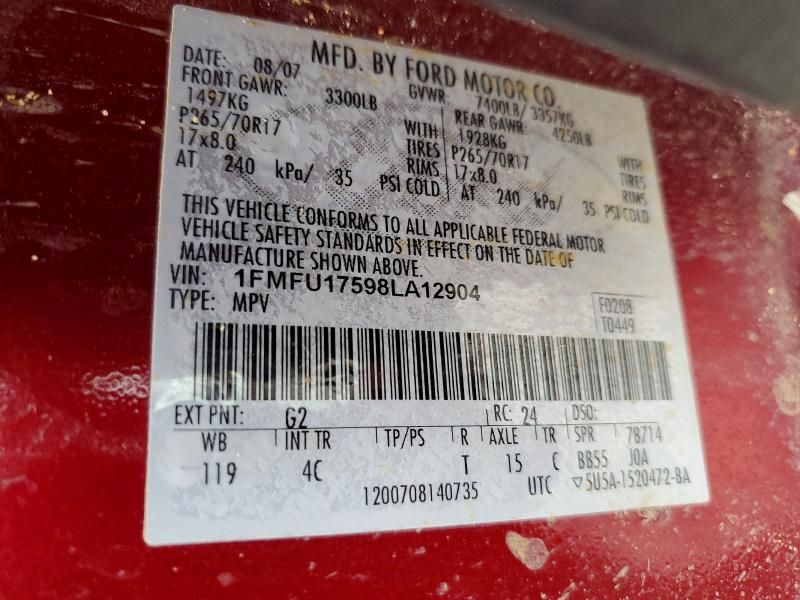 MFD. BY FORD MOTOR CO.
DATE: 08/07 GVWR: 7400LB/ 3357KG
FRONT GAWR: 3300LB REAR GAWR: 4250LB
1497KG WITH 1928KG WITH
P265/70R17 TIRES P265/70R17 TIRES
17x8.0 RIMS 17x8.0 RIMS
AT 240 kPa/ 35 PSI COLD AT 240 kPa/ 35 PSI COLD
THIS VEHICLE CONFORMS TO ALL APPLICABLE FEDERAL MOTOR
VEHICLE SAFETY STANDARDS IN EFFECT ON THE DATE OF
MANUFACTURE SHOWN ABOVE.
VIN: 1FMFU17598LA12904
TYPE: MPV F0208
T0449
EXT PNT: G2 RC: 24 DSO:
WB INT TR TP/PS R AXLE TR SPR 78714
119 4C T 15 C BB55 JOA
1200708140735 UTC ▽5U5A-1520472-BA